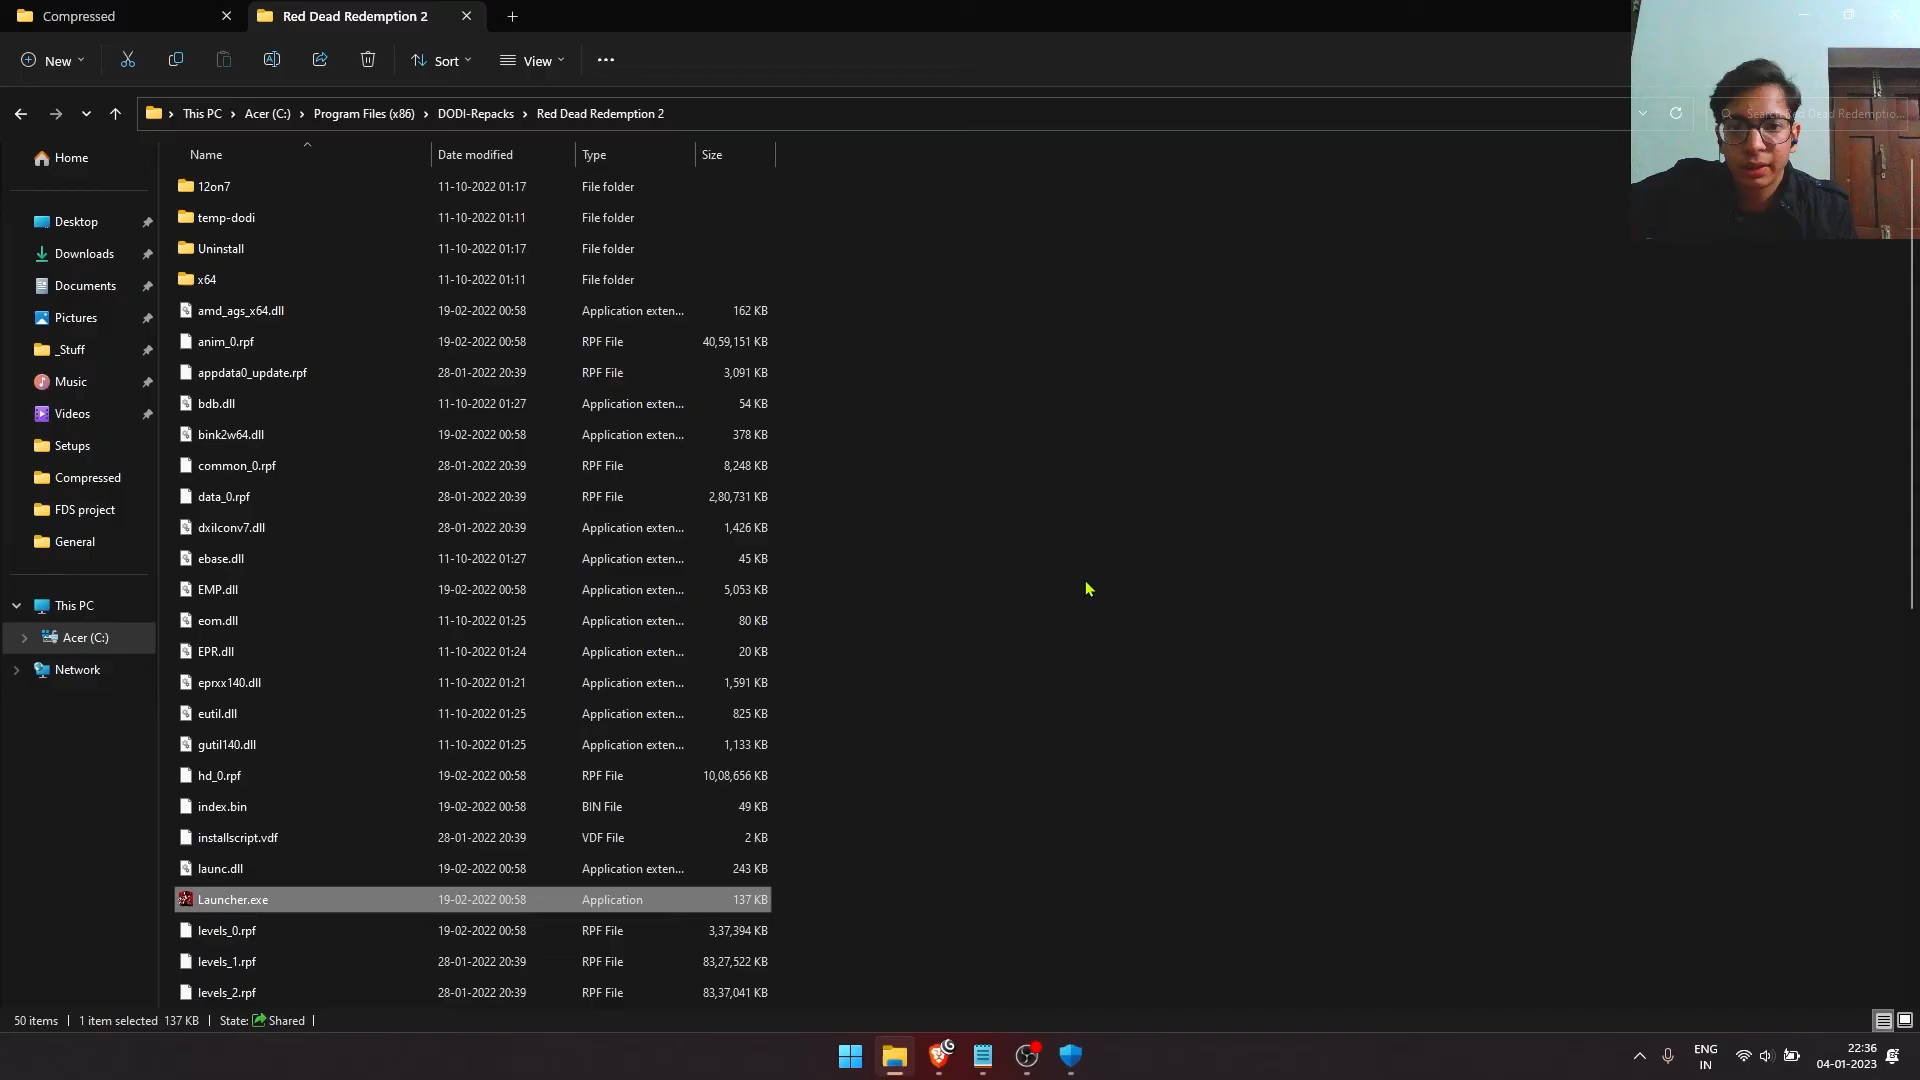 Compressed
Red Dead Redemption 2
New
Sort
View
This PC > Acer (C:) > Program Files (x86) > DODI-Repacks > Red Dead Redemption 2
Search Red Dead Redemptio...
Name Date modified Type Size
12on7 11-10-2022 01:17 File folder
temp-dodi 11-10-2022 01:11 File folder
Uninstall 11-10-2022 01:17 File folder
x64 11-10-2022 01:11 File folder
amd_ags_x64.dll 19-02-2022 00:58 Application exten... 162 KB
anim_0.rpf 19-02-2022 00:58 RPF File 40,59,151 KB
appdata0_update.rpf 28-01-2022 20:39 RPF File 3,091 KB
bdb.dll 11-10-2022 01:27 Application exten... 54 KB
bink2w64.dll 19-02-2022 00:58 Application exten... 378 KB
common_0.rpf 28-01-2022 20:39 RPF File 8,248 KB
data_0.rpf 28-01-2022 20:39 RPF File 2,80,731 KB
dxilconv7.dll 28-01-2022 20:39 Application exten... 1,426 KB
ebase.dll 11-10-2022 01:27 Application exten... 45 KB
EMP.dll 19-02-2022 00:58 Application exten... 5,053 KB
eom.dll 11-10-2022 01:25 Application exten... 80 KB
EPR.dll 11-10-2022 01:24 Application exten... 20 KB
eprxx140.dll 11-10-2022 01:21 Application exten... 1,591 KB
eutil.dll 11-10-2022 01:25 Application exten... 825 KB
gutil140.dll 11-10-2022 01:25 Application exten... 1,133 KB
hd_0.rpf 19-02-2022 00:58 RPF File 10,08,656 KB
index.bin 19-02-2022 00:58 BIN File 49 KB
installscript.vdf 28-01-2022 20:39 VDF File 2 KB
launc.dll 19-02-2022 00:58 Application exten... 243 KB
Launcher.exe 19-02-2022 00:58 Application 137 KB
levels_0.rpf 19-02-2022 00:58 RPF File 3,37,394 KB
levels_1.rpf 28-01-2022 20:39 RPF File 83,27,522 KB
levels_2.rpf 28-01-2022 20:39 RPF File 83,37,041 KB
Home
Desktop
Downloads
Documents
Pictures
_Stuff
Music
Videos
Setups
Compressed
FDS project
General
This PC
Acer (C:)
Network
50 items | 1 item selected 137 KB | State: Shared |
ENG
IN
22:36
04-01-2023